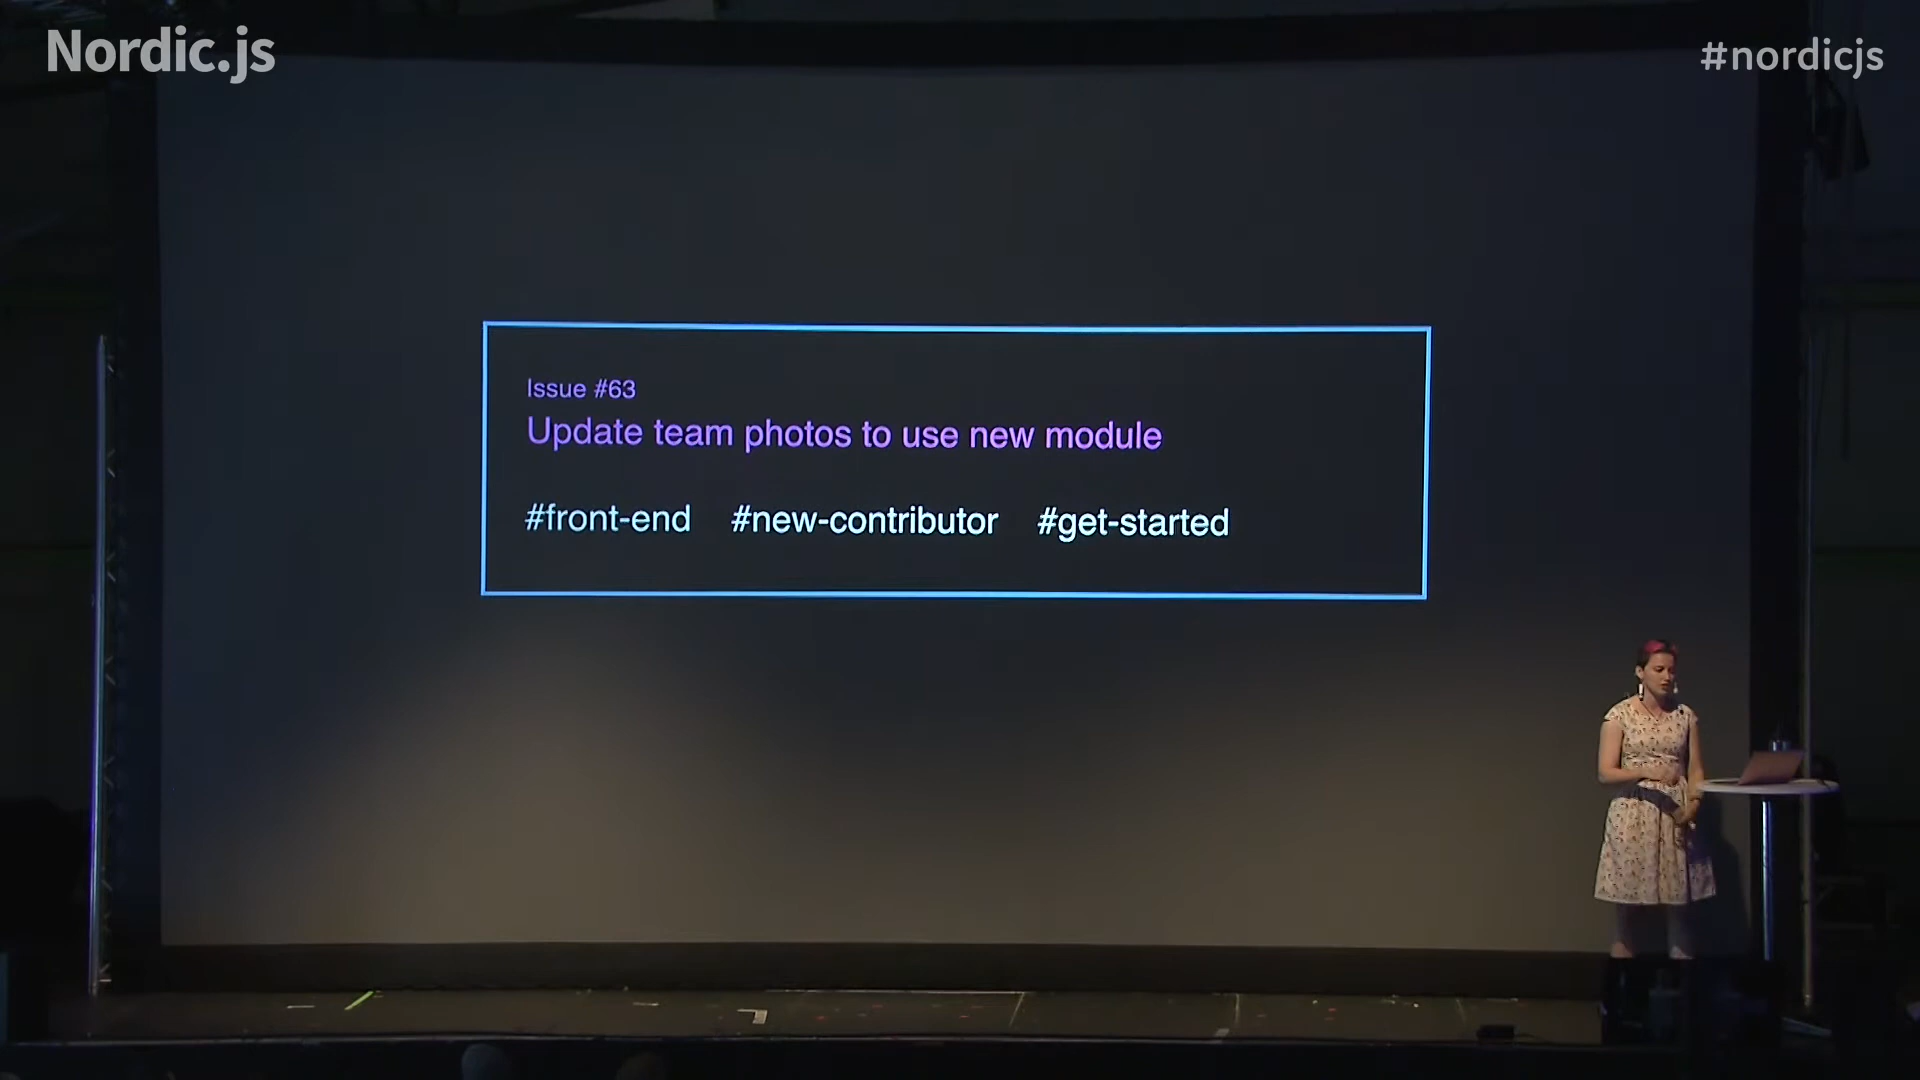 Nordic.js
#nordicjs
Issue #63
Update team photos to use new module
#front-end #new-contributor #get-started